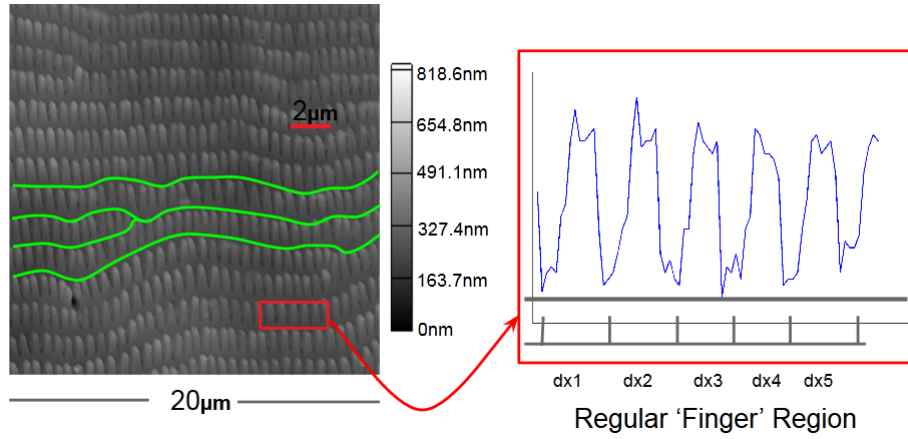 2µm
818.6nm
654.8nm
491.1nm
327.4nm
163.7nm
0nm
20µm
dx1 dx2 dx3 dx4 dx5
Regular ‘Finger’ Region